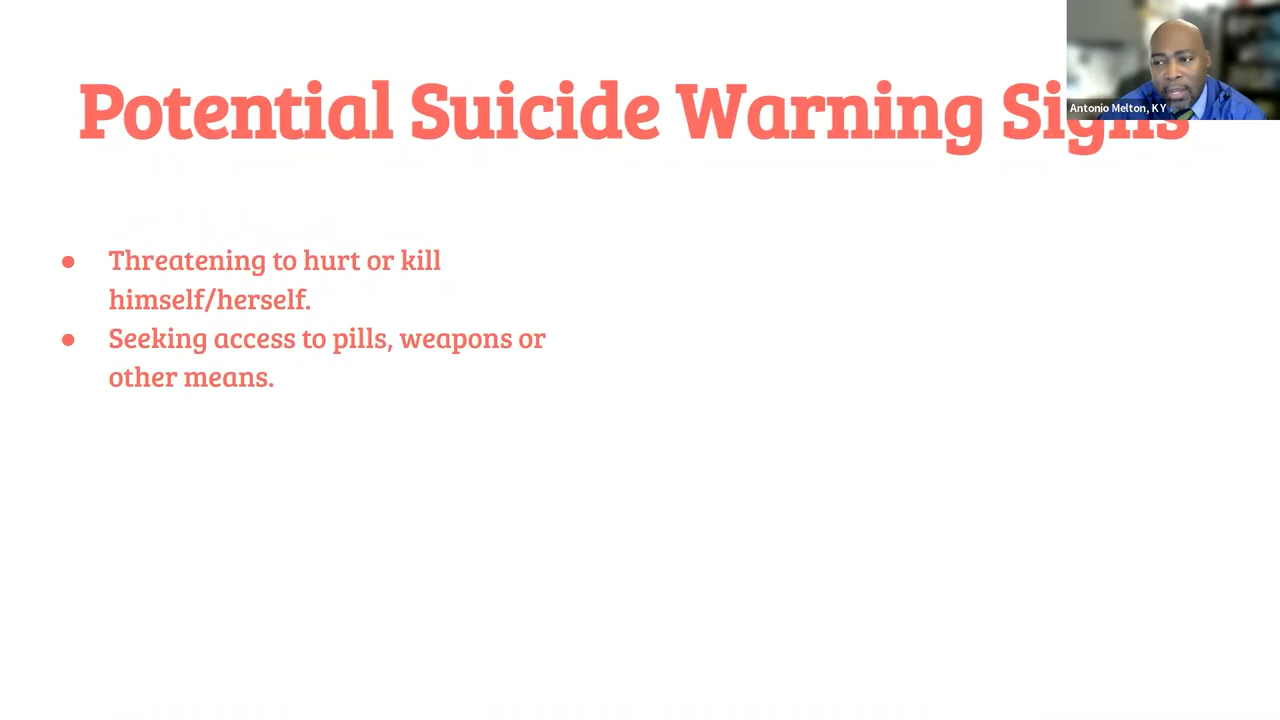 Potential Suicide Warning Signs
Antonio Melton, KY
● Threatening to hurt or kill
himself/herself.
● Seeking access to pills, weapons or
other means.